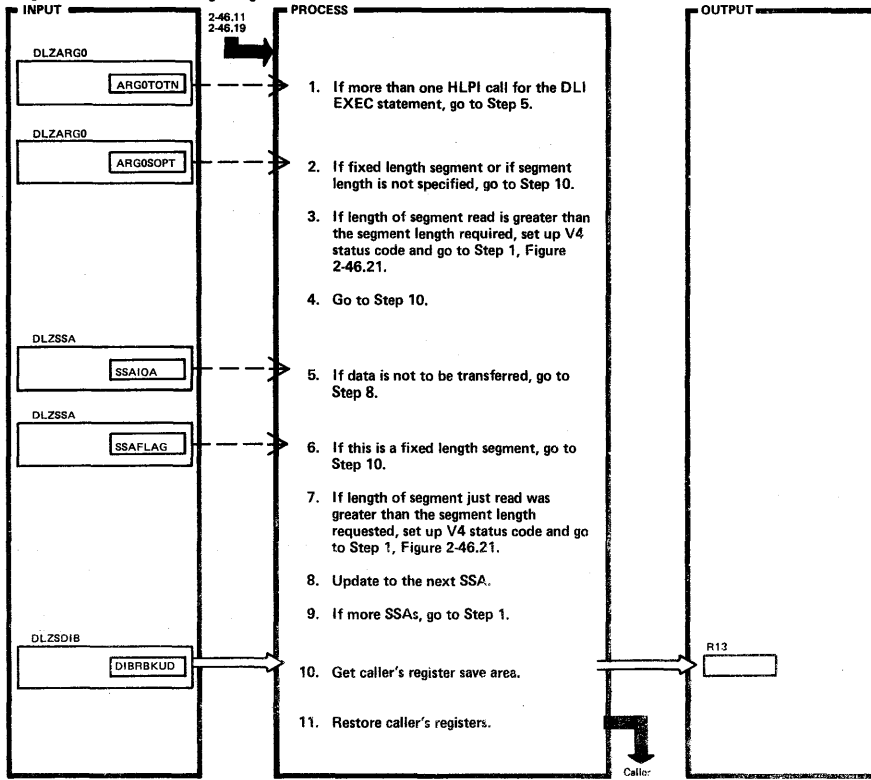 INPUT
2-46.11
2-46.19
PROCESS
OUTPUT
DLZARG0
ARG0TOTN
1. If more than one HLPI call for the DLI
EXEC statement, go to Step 5.
DLZARG0
ARG0SOPT
2. If fixed length segment or if segment
length is not specified, go to Step 10.
3. If length of segment read is greater than
the segment length required, set up V4
status code and go to Step 1, Figure
2-46.21.
4. Go to Step 10.
DLZSSA
SSAIOA
5. If data is not to be transferred, go to
Step 8.
DLZSSA
SSAFLAG
6. If this is a fixed length segment, go to
Step 10.
7. If length of segment just read was
greater than the segment length
requested, set up V4 status code and go
to Step 1, Figure 2-46.21.
8. Update to the next SSA.
9. If more SSAs, go to Step 1.
DLZSDIB
DIBRBKUD
10. Get caller's register save area.
R13
11. Restore caller's registers.
Caller